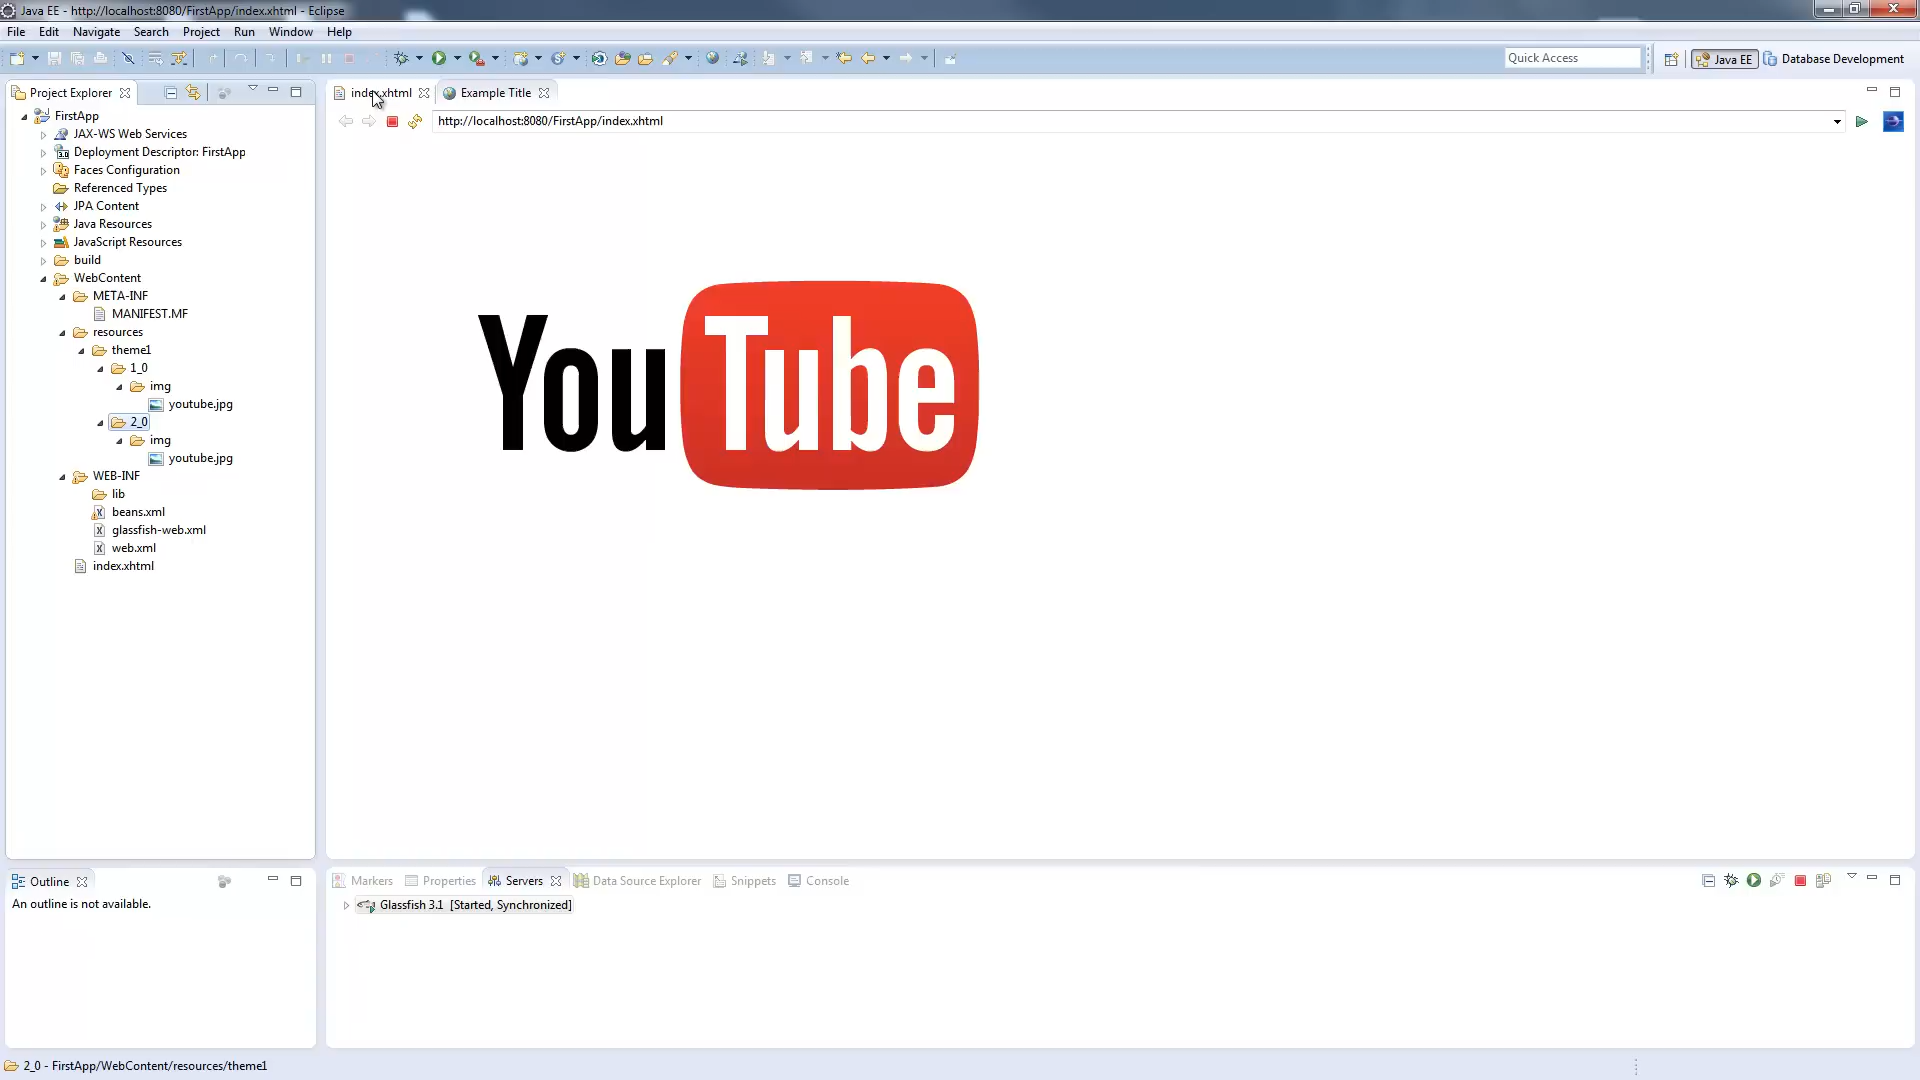 Java EE - http://localhost:8080/FirstApp/index.xhtml - Eclipse
File Edit Navigate Search Project Run Window Help
Quick Access
Java EE
Database Development
Project Explorer
index.xhtml
Example Title
http://localhost:8080/FirstApp/index.xhtml
FirstApp
JAX-WS Web Services
Deployment Descriptor: FirstApp
Faces Configuration
Referenced Types
JPA Content
Java Resources
JavaScript Resources
build
WebContent
META-INF
MANIFEST.MF
resources
theme1
1_0
img
youtube.jpg
2_0
img
youtube.jpg
WEB-INF
lib
beans.xml
glassfish-web.xml
web.xml
index.xhtml
YouTube
Outline
An outline is not available.
Markers Properties Servers Data Source Explorer Snippets Console
Glassfish 3.1 [Started, Synchronized]
2_0 - FirstApp/WebContent/resources/theme1